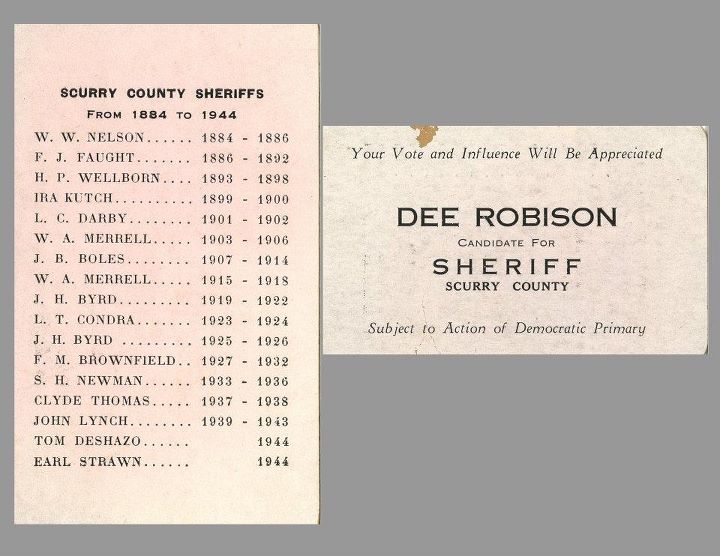 SCURRY COUNTY SHERIFFS
FROM 1884 TO 1944
W. W. NELSON...... 1884 - 1886
F. J. FAUGHT....... 1886 - 1892
H. P. WELLBORN.... 1893 - 1898
IRA KUTCH.......... 1899 - 1900
L. C. DARBY........ 1901 - 1902
W. A. MERRELL..... 1903 - 1906
J. B. BOLES........ 1907 - 1914
W. A. MERRELL..... 1915 - 1918
J. H. BYRD......... 1919 - 1922
L. T. CONDRA....... 1923 - 1924
J. H. BYRD ......... 1925 - 1926
F. M. BROWNFIELD.. 1927 - 1932
S. H. NEWMAN...... 1933 - 1936
CLYDE THOMAS..... 1937 - 1938
JOHN LYNCH........ 1939 - 1943
TOM DESHAZO...... 1944
EARL STRAWN...... 1944
Your Vote and Influence Will Be Appreciated
DEE ROBISON
CANDIDATE FOR
SHERIFF
SCURRY COUNTY
Subject to Action of Democratic Primary